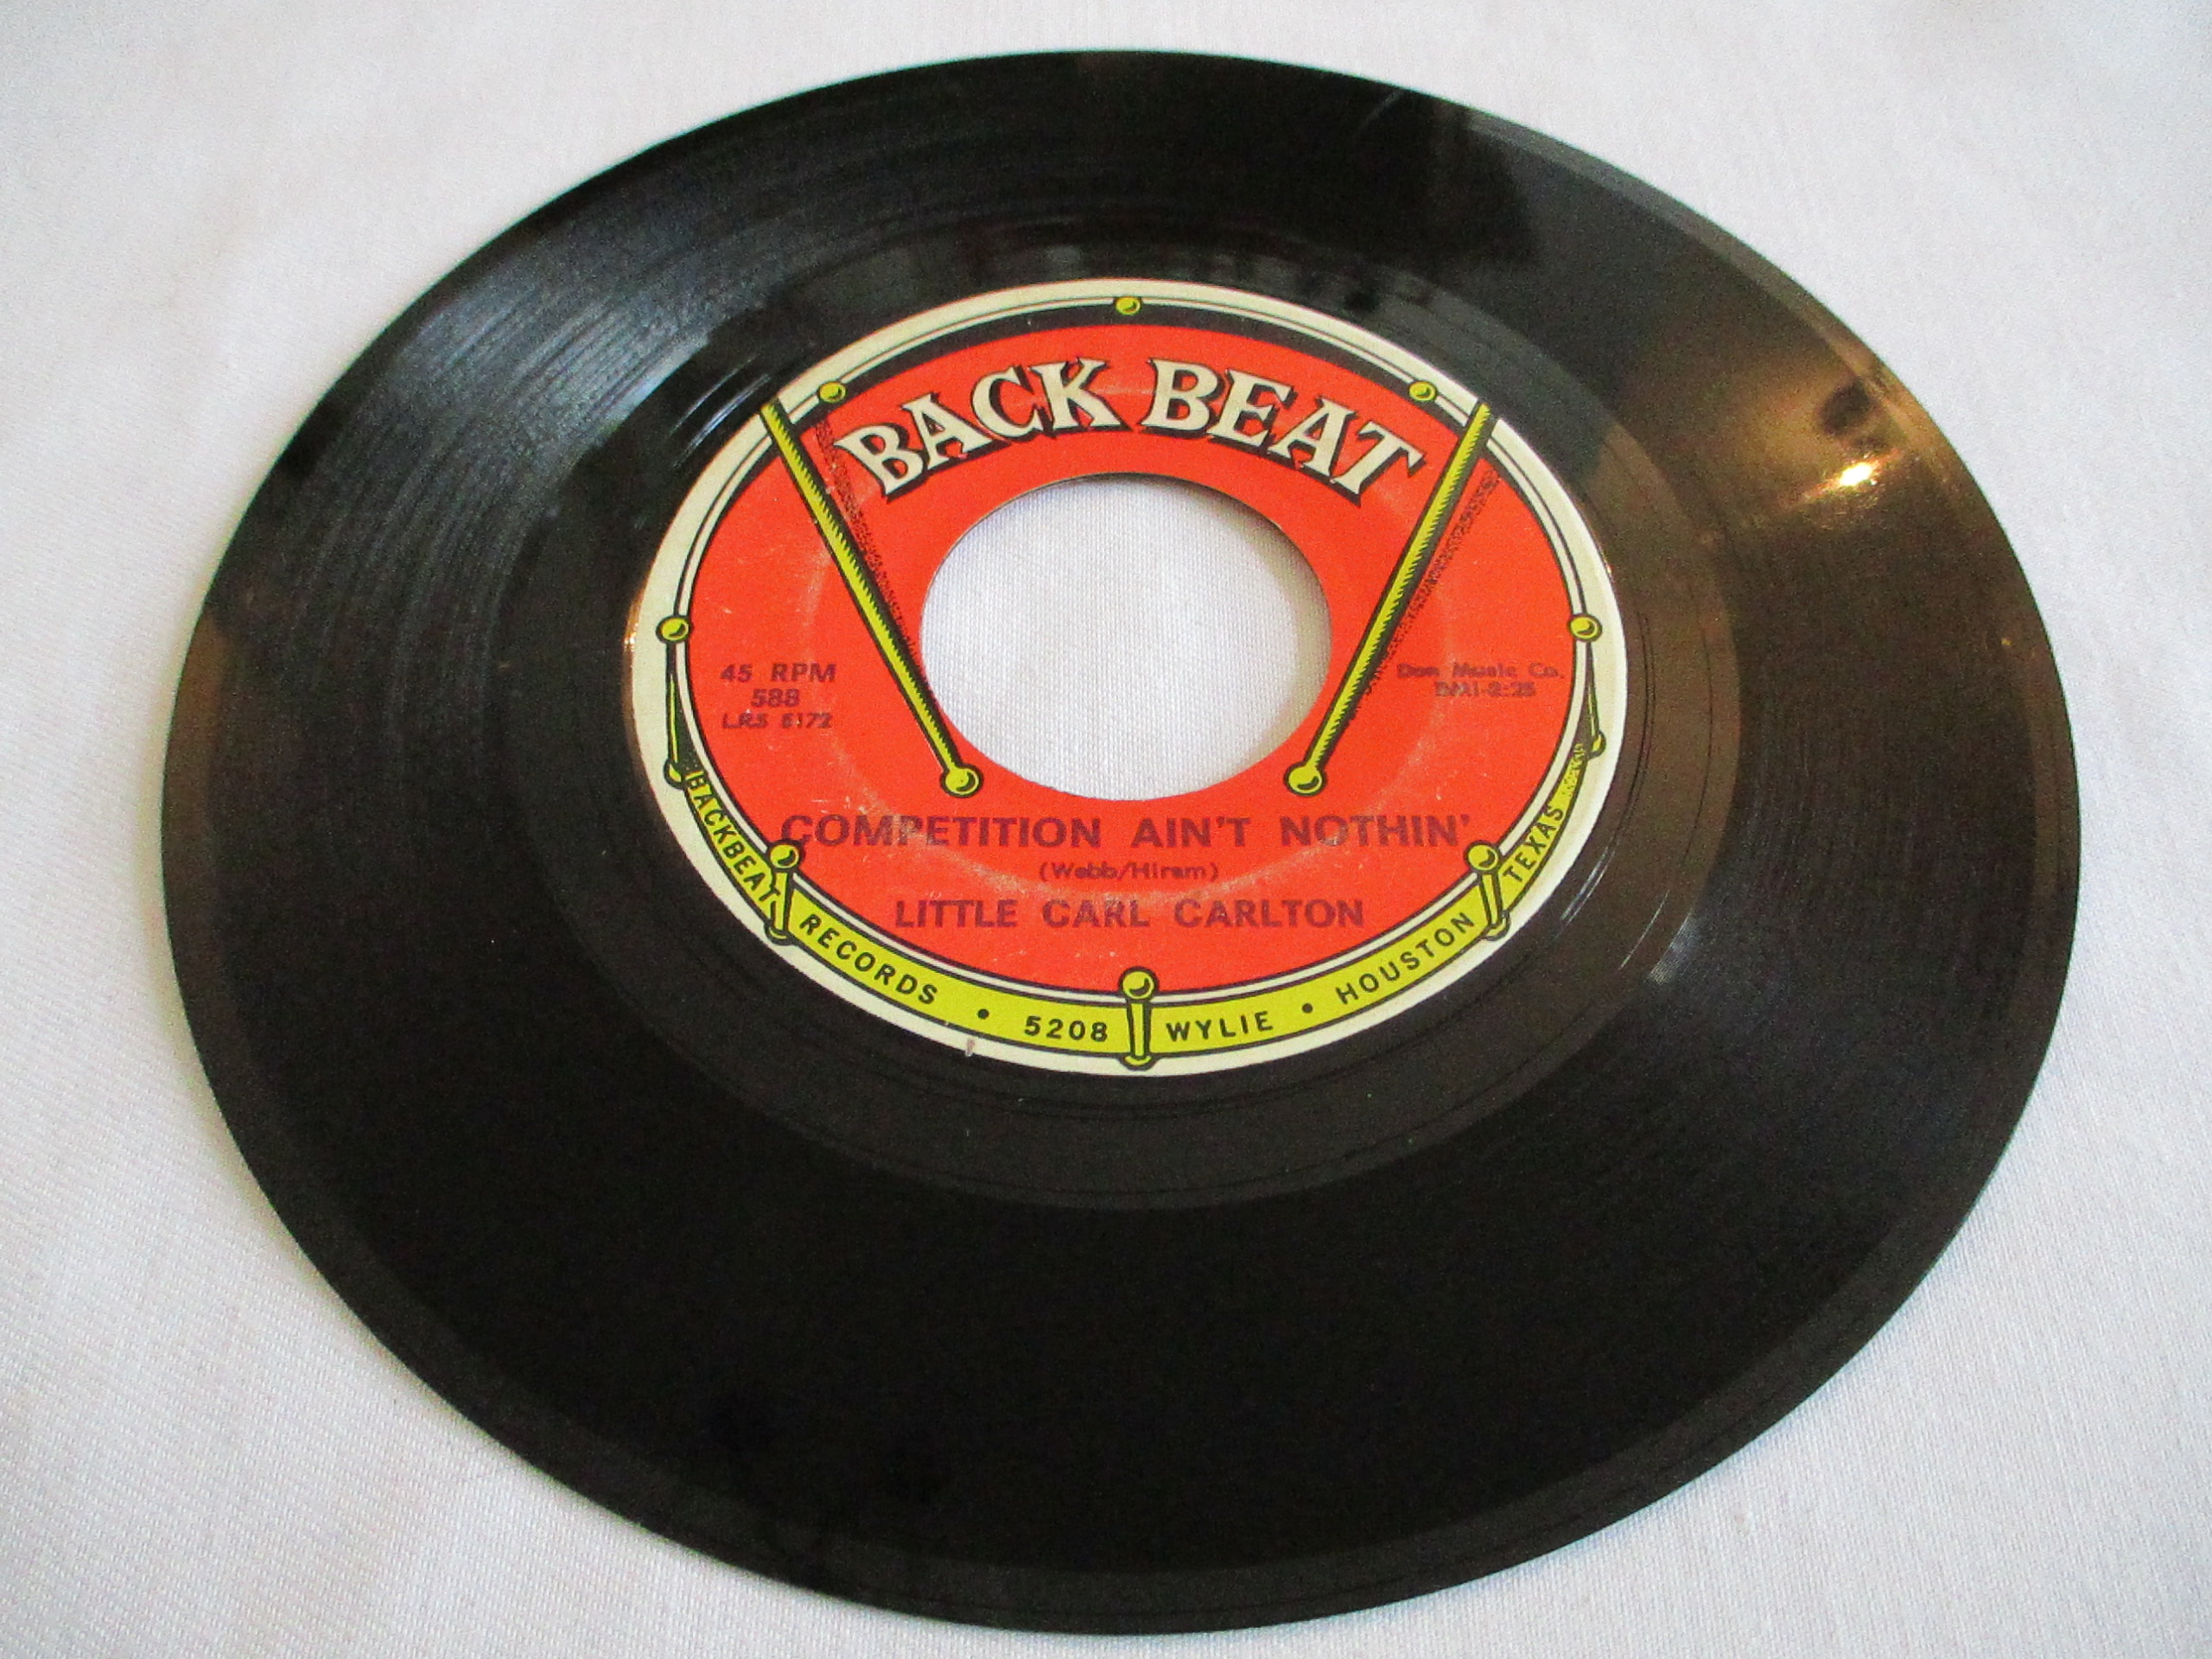 BACK BEAT
45 RPM
588
LRS 6172
Don Music Co.
BMI-2:25
COMPETITION AIN'T NOTHIN'
(Webb/Hiram)
LITTLE CARL CARLTON
BACKBEAT RECORDS • 5208 WYLIE • HOUSTON TEXAS